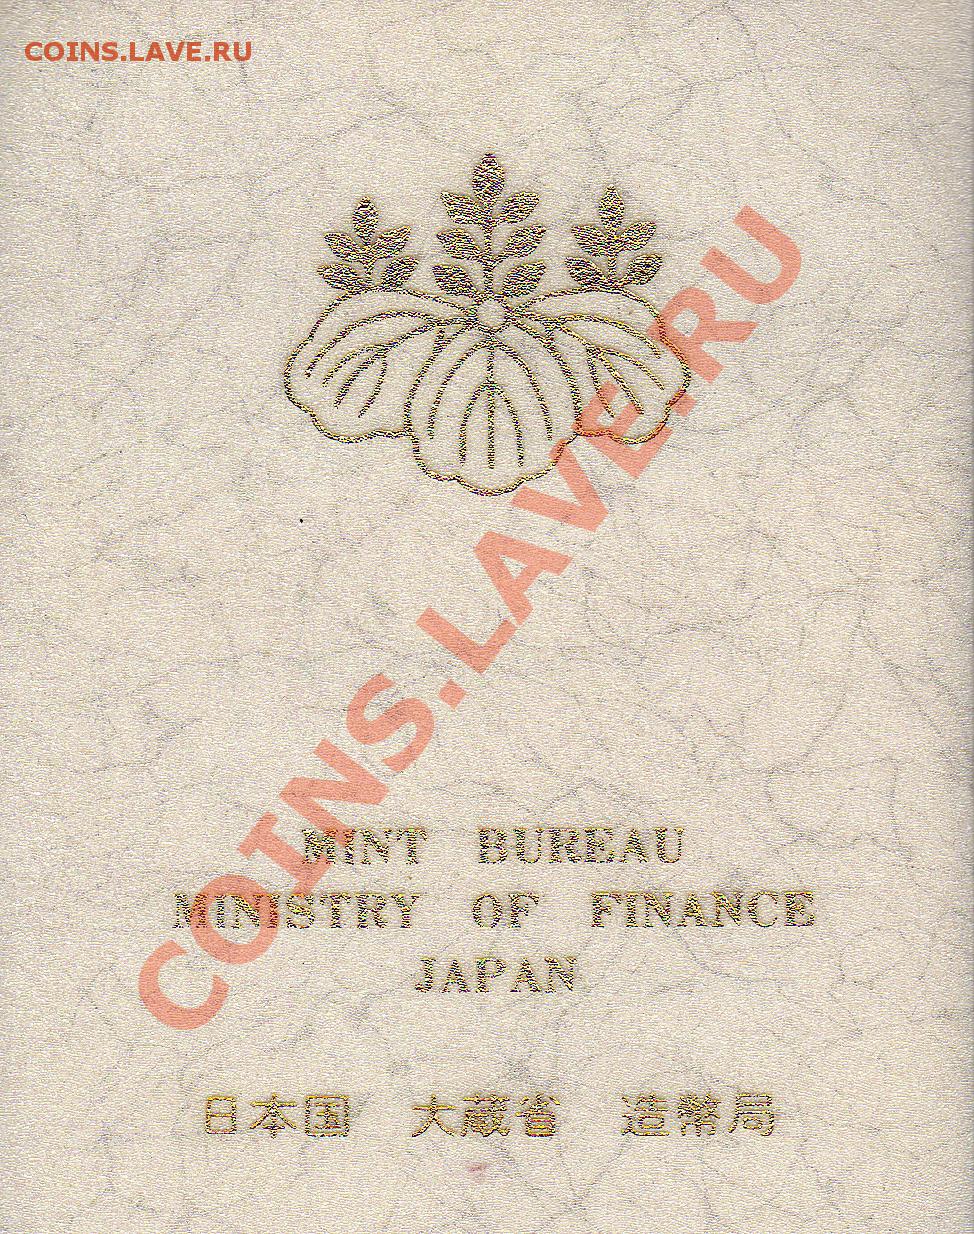 COINS.LAVE.RU
COINS.LAVE.RU
MINT BUREAU
MINISTRY OF FINANCE
JAPAN
日本国 大蔵省 造幣局